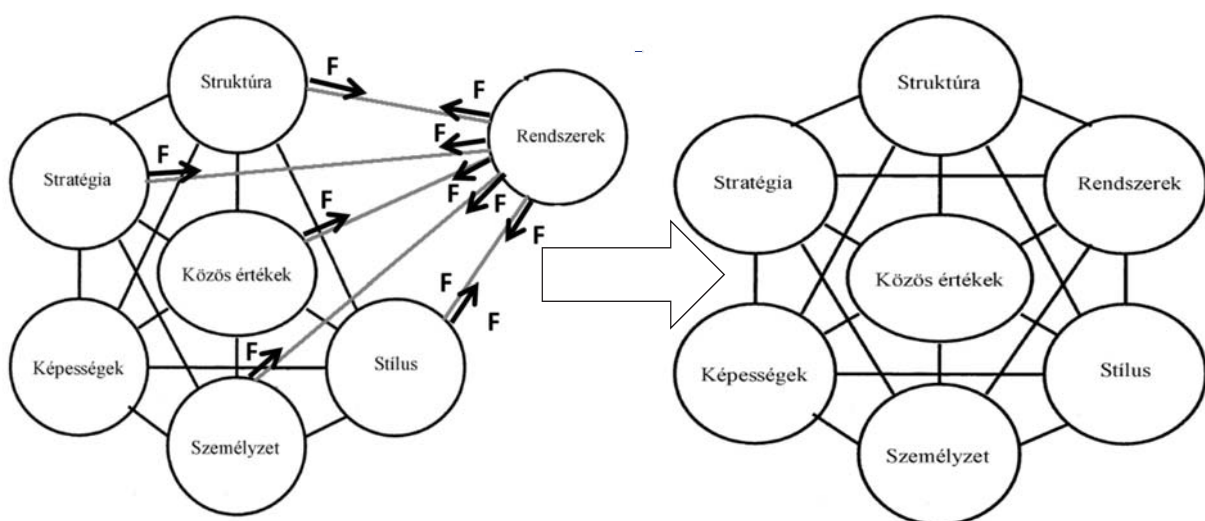 Struktúra
F
F
Rendszerek
F
F
Stratégia
F
F
F
F
Közös értékek
F
F
F
Képességek
Stílus
Személyzet
Struktúra
Stratégia
Rendszerek
Közös értékek
Képességek
Stílus
Személyzet